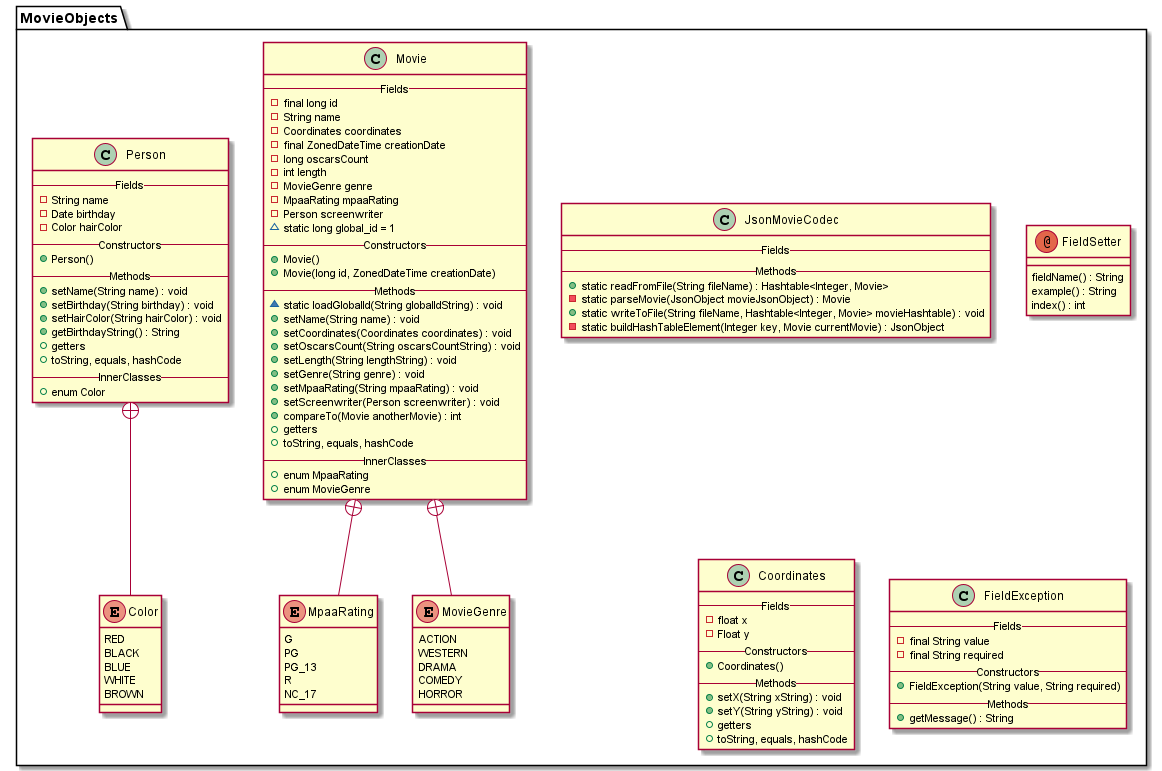 MovieObjects
C Person
Fields
String name
Date birthday
Color hairColor
Constructors
Person()
Methods
setName(String name) : void
setBirthday(String birthday) : void
setHairColor(String hairColor) : void
getBirthdayString() : String
getters
toString, equals, hashCode
InnerClasses
enum Color
C Movie
Fields
final long id
String name
Coordinates coordinates
final ZonedDateTime creationDate
long oscarsCount
int length
MovieGenre genre
MpaaRating mpaaRating
Person screenwriter
static long global_id = 1
Constructors
Movie()
Movie(long id, ZonedDateTime creationDate)
Methods
static loadGlobalId(String globalIdString) : void
setName(String name) : void
setCoordinates(Coordinates coordinates) : void
setOscarsCount(String oscarsCountString) : void
setLength(String lengthString) : void
setGenre(String genre) : void
setMpaaRating(String mpaaRating) : void
setScreenwriter(Person screenwriter) : void
compareTo(Movie anotherMovie) : int
getters
toString, equals, hashCode
InnerClasses
enum MpaaRating
enum MovieGenre
C JsonMovieCodec
Fields
Methods
static readFromFile(String fileName) : Hashtable<Integer, Movie>
static parseMovie(JsonObject movieJsonObject) : Movie
static writeToFile(String fileName, Hashtable<Integer, Movie> movieHashtable) : void
static buildHashTableElement(Integer key, Movie currentMovie) : JsonObject
@ FieldSetter
fieldName() : String
example() : String
index() : int
E Color
RED
BLACK
BLUE
WHITE
BROWN
E MpaaRating
G
PG
PG_13
R
NC_17
E MovieGenre
ACTION
WESTERN
DRAMA
COMEDY
HORROR
C Coordinates
Fields
float x
Float y
Constructors
Coordinates()
Methods
setX(String xString) : void
setY(String yString) : void
getters
toString, equals, hashCode
C FieldException
Fields
final String value
final String required
Constructors
FieldException(String value, String required)
Methods
getMessage() : String